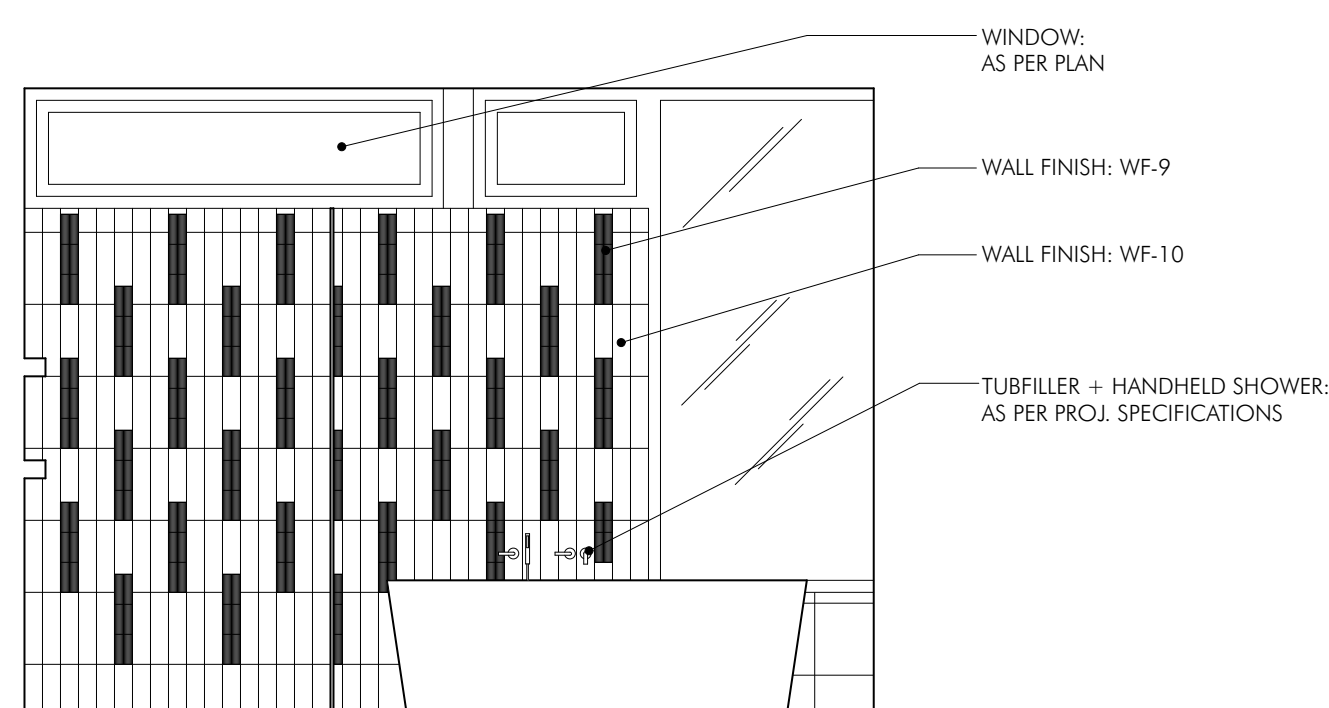 WINDOW:
AS PER PLAN
WALL FINISH: WF-9
WALL FINISH: WF-10
TUBFILLER + HANDHELD SHOWER:
AS PER PROJ. SPECIFICATIONS